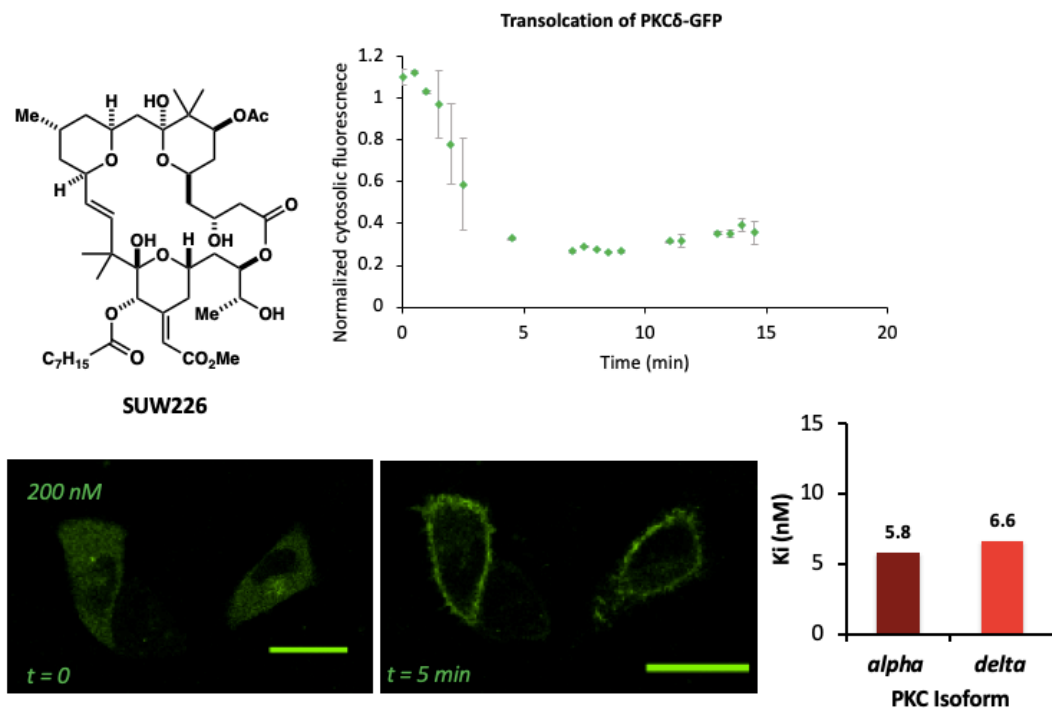 Transolcation of PKCδ-GFP
Normalized cytosolic fluorescnece
1.2
1
0.8
0.6
0.4
0.2
0
0
5
10
15
20
Time (min)
H
HO
Me
OAc
O
O
H
O
OH
H
OH
O
O
O
Me
OH
O
C7H15
O
CO2Me
SUW226
200 nM
t = 0
t = 5 min
Ki (nM)
15
10
5
0
5.8
6.6
alpha
delta
PKC Isoform